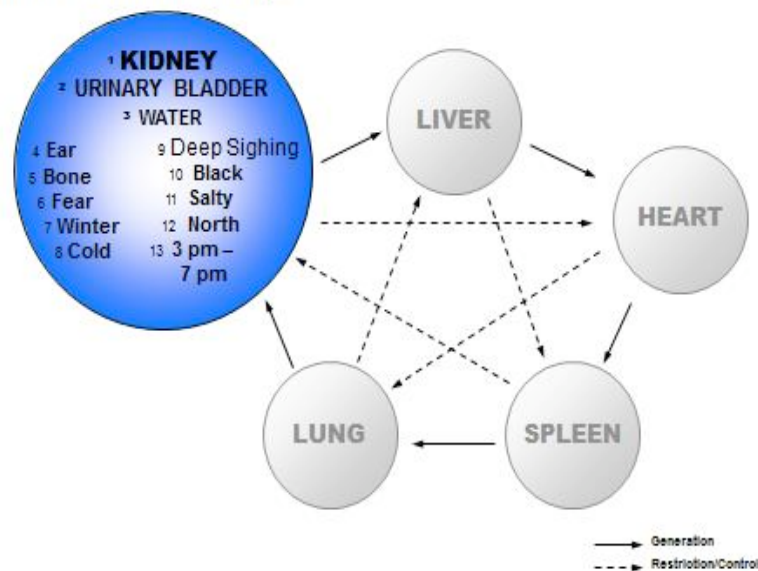 1 KIDNEY
2 URINARY BLADDER
3 WATER
4 Ear
5 Bone
6 Fear
7 Winter
8 Cold
9 Deep Sighing
10 Black
11 Salty
12 North
13 3 pm –
7 pm
LIVER
HEART
LUNG
SPLEEN
Generation
Restriction/Control